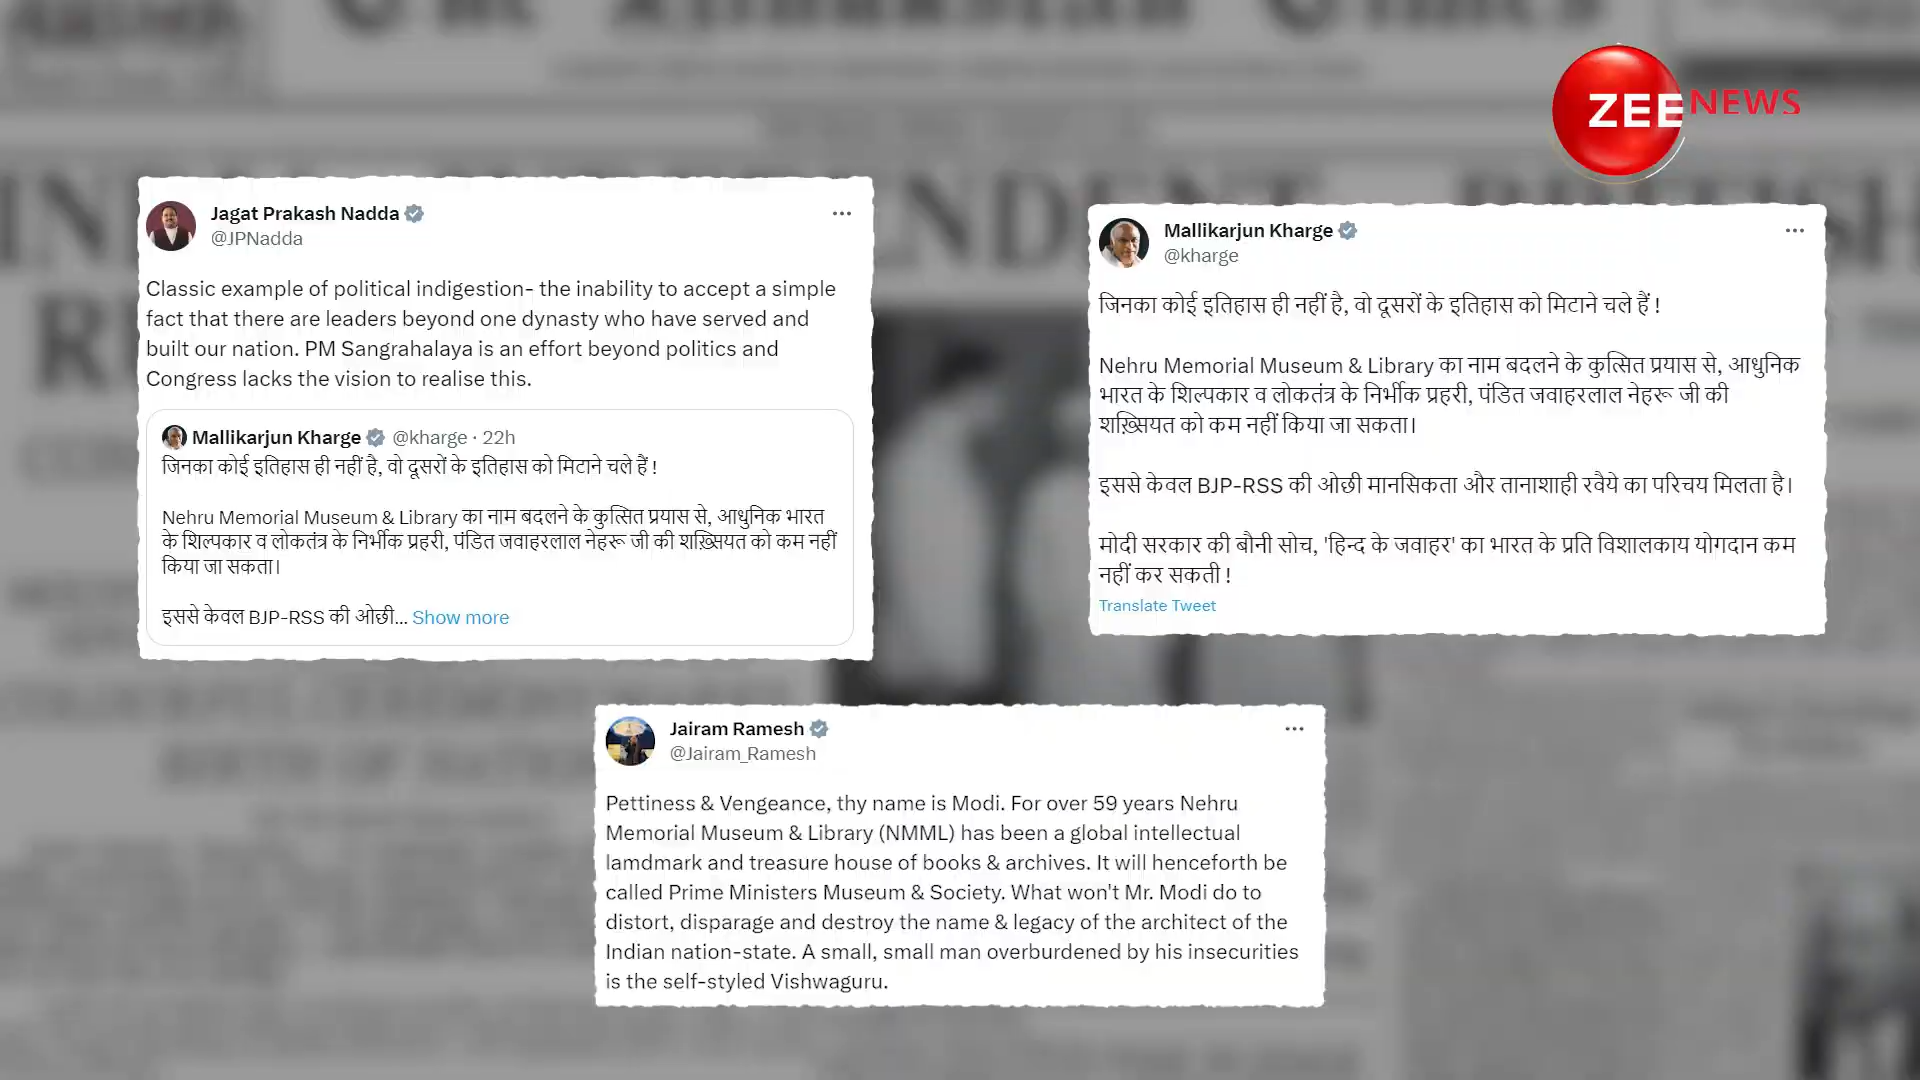 ZEE NEWS
Jagat Prakash Nadda
@JPNadda
Classic example of political indigestion- the inability to accept a simple
fact that there are leaders beyond one dynasty who have served and
built our nation. PM Sangrahalaya is an effort beyond politics and
Congress lacks the vision to realise this.
Mallikarjun Kharge @kharge · 22h
जिनका कोई इतिहास ही नहीं है, वो दूसरों के इतिहास को मिटाने चले हैं !
Nehru Memorial Museum & Library का नाम बदलने के कुत्सित प्रयास से, आधुनिक भारत
के शिल्पकार व लोकतंत्र के निर्भीक प्रहरी, पंडित जवाहरलाल नेहरू जी की शख़्सियत को कम नहीं
किया जा सकता।
इससे केवल BJP-RSS की ओछी... Show more
Mallikarjun Kharge
@kharge
जिनका कोई इतिहास ही नहीं है, वो दूसरों के इतिहास को मिटाने चले हैं !
Nehru Memorial Museum & Library का नाम बदलने के कुत्सित प्रयास से, आधुनिक
भारत के शिल्पकार व लोकतंत्र के निर्भीक प्रहरी, पंडित जवाहरलाल नेहरू जी की
शख़्सियत को कम नहीं किया जा सकता।
इससे केवल BJP-RSS की ओछी मानसिकता और तानाशाही रवैये का परिचय मिलता है।
मोदी सरकार की बौनी सोच, 'हिन्द के जवाहर' का भारत के प्रति विशालकाय योगदान कम
नहीं कर सकती !
Translate Tweet
Jairam Ramesh
@Jairam_Ramesh
Pettiness & Vengeance, thy name is Modi. For over 59 years Nehru
Memorial Museum & Library (NMML) has been a global intellectual
lamdmark and treasure house of books & archives. It will henceforth be
called Prime Ministers Museum & Society. What won't Mr. Modi do to
distort, disparage and destroy the name & legacy of the architect of the
Indian nation-state. A small, small man overburdened by his insecurities
is the self-styled Vishwaguru.